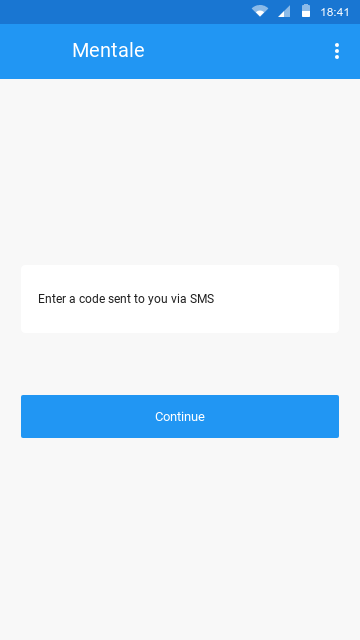 18:41
Mentale
Enter a code sent to you via SMS
Continue